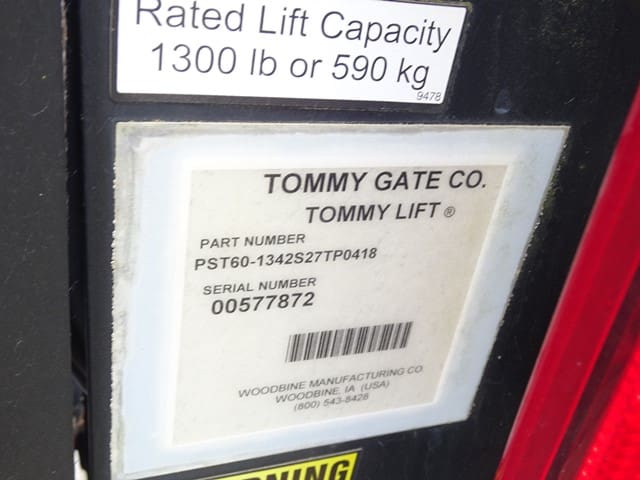 Rated Lift Capacity
1300 lb or 590 kg
9478
TOMMY GATE CO.
TOMMY LIFT ®
PART NUMBER
PST60-1342S27TP0418
SERIAL NUMBER
00577872
WOODBINE MANUFACTURING CO
WOODBINE, IA (USA)
(800) 543-8428